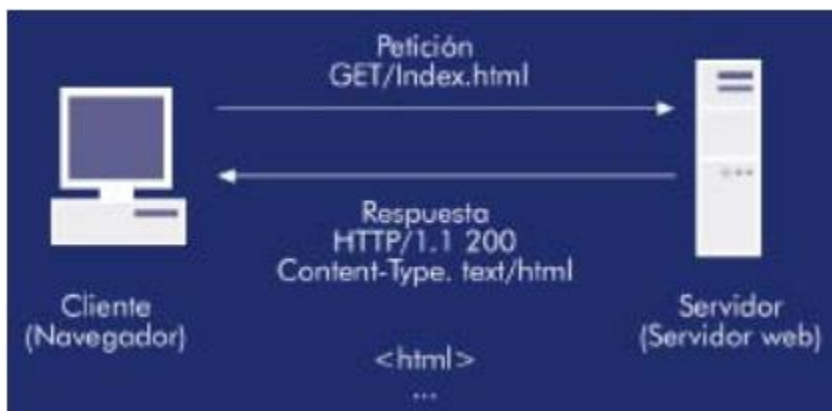 Petición
GET/Index.html
Respuesta
HTTP/1.1 200
Content-Type. text/html
Cliente
(Navegador)
Servidor
(Servidor web)
<html>
...